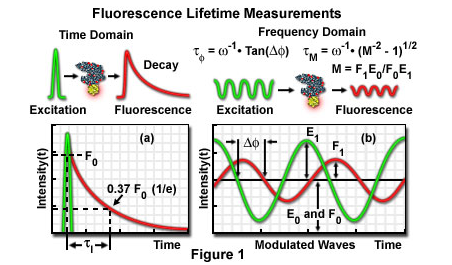 Fluorescence Lifetime Measurements
Time Domain
Decay
Excitation
Fluorescence
Frequency Domain
τϕ = ω⁻¹• Tan(Δϕ)
τM = ω⁻¹• (M⁻² - 1)¹/²
M = F₁E₀/F₀E₁
Excitation
Fluorescence
(a)
Intensity(t)
F₀
0.37 F₀ (1/e)
τl
Time
(b)
Intensity(t)
Δϕ
E₁
F₁
E₀ and F₀
Modulated Waves
Time
Figure 1